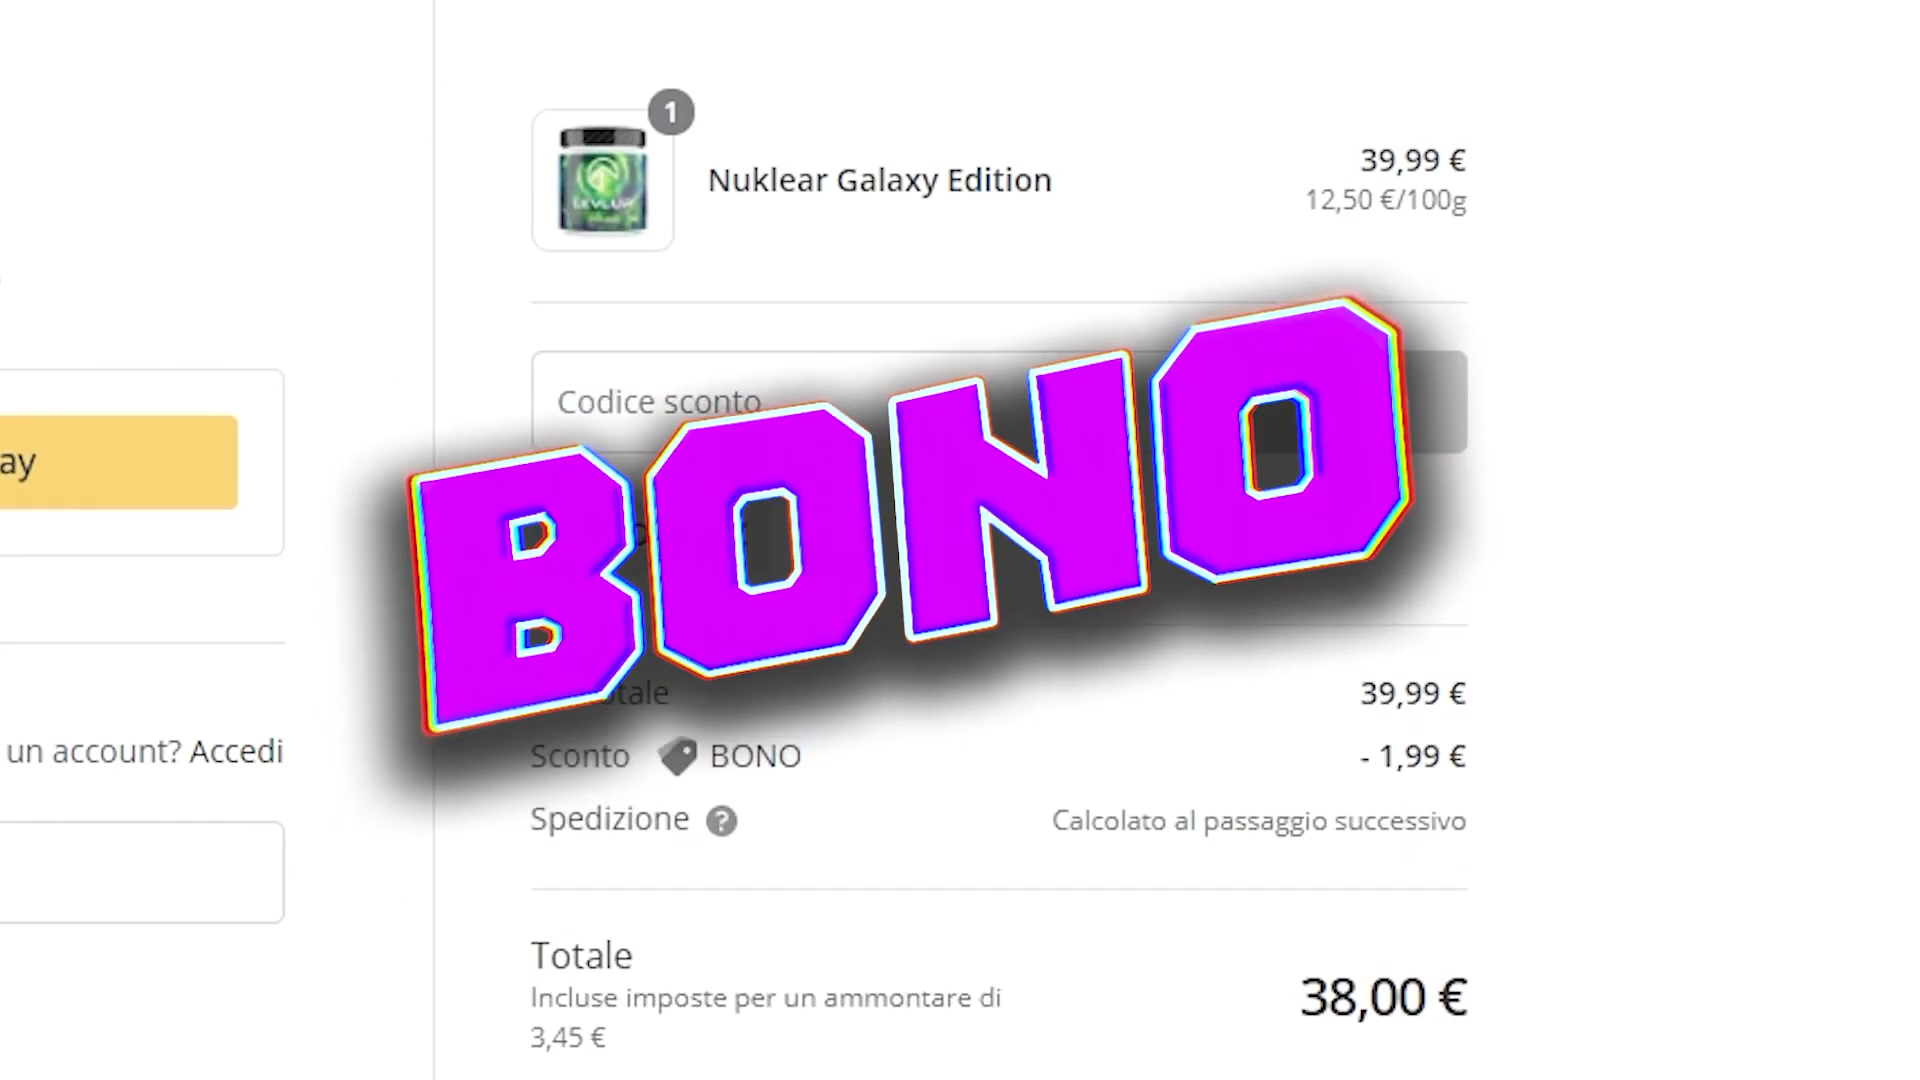 1
Nuklear Galaxy Edition
39,99 €
12,50 €/100g
LEVLUP
Codice sconto
BONO
ay
tale
39,99 €
un account? Accedi
Sconto BONO
- 1,99 €
Spedizione ?
Calcolato al passaggio successivo
Totale
Incluse imposte per un ammontare di
3,45 €
38,00 €